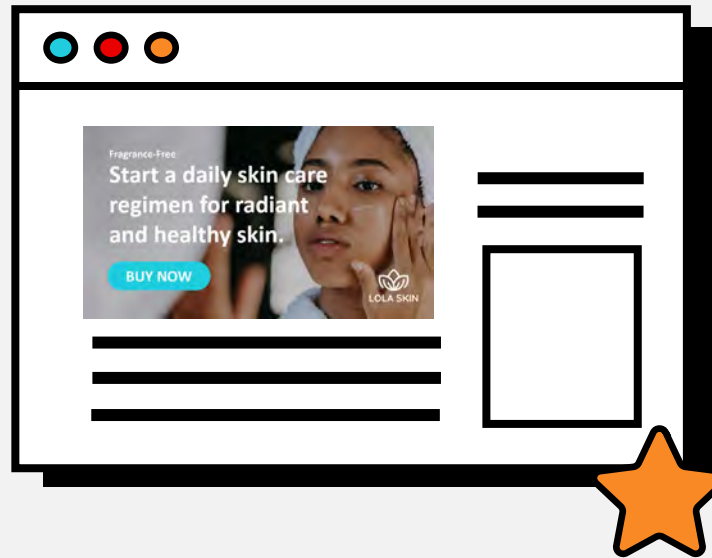 Fragrance-Free
Start a daily skin care
regimen for radiant
and healthy skin.
BUY NOW
LOLA SKIN